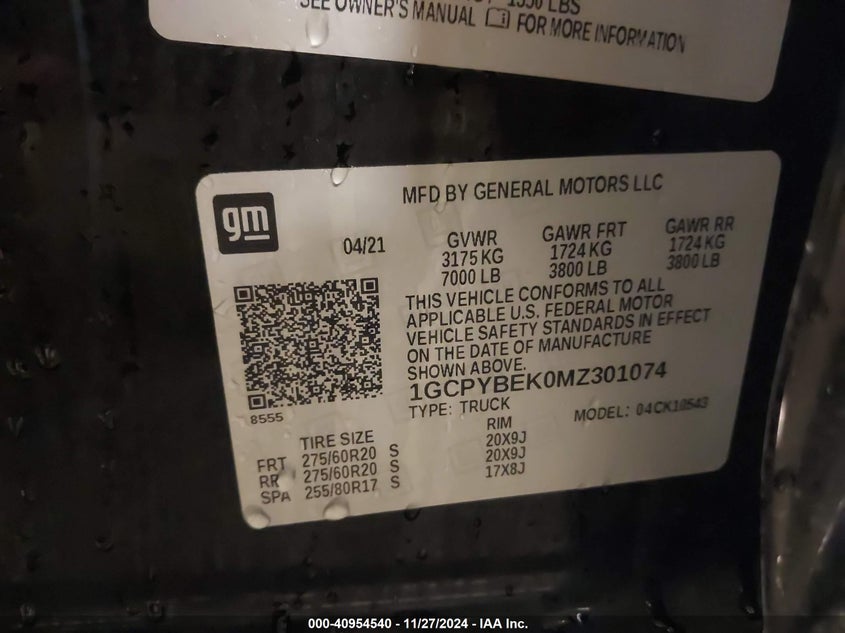 1550 LBS
SEE OWNER'S MANUAL FOR MORE INFORMATION
gm
MFD BY GENERAL MOTORS LLC
04/21
GVWR GAWR FRT GAWR RR
3175 KG 1724 KG 1724 KG
7000 LB 3800 LB 3800 LB
THIS VEHICLE CONFORMS TO ALL
APPLICABLE U.S. FEDERAL MOTOR
VEHICLE SAFETY STANDARDS IN EFFECT
ON THE DATE OF MANUFACTURE
SHOWN ABOVE.
1GCPYBEK0MZ301074
8555
TYPE: TRUCK MODEL: 04CK10543
TIRE SIZE RIM
FRT 275/60R20 S 20X9J
RR 275/60R20 S 20X9J
SPA 255/80R17 S 17X8J
000-40954540 - 11/27/2024 - IAA Inc.